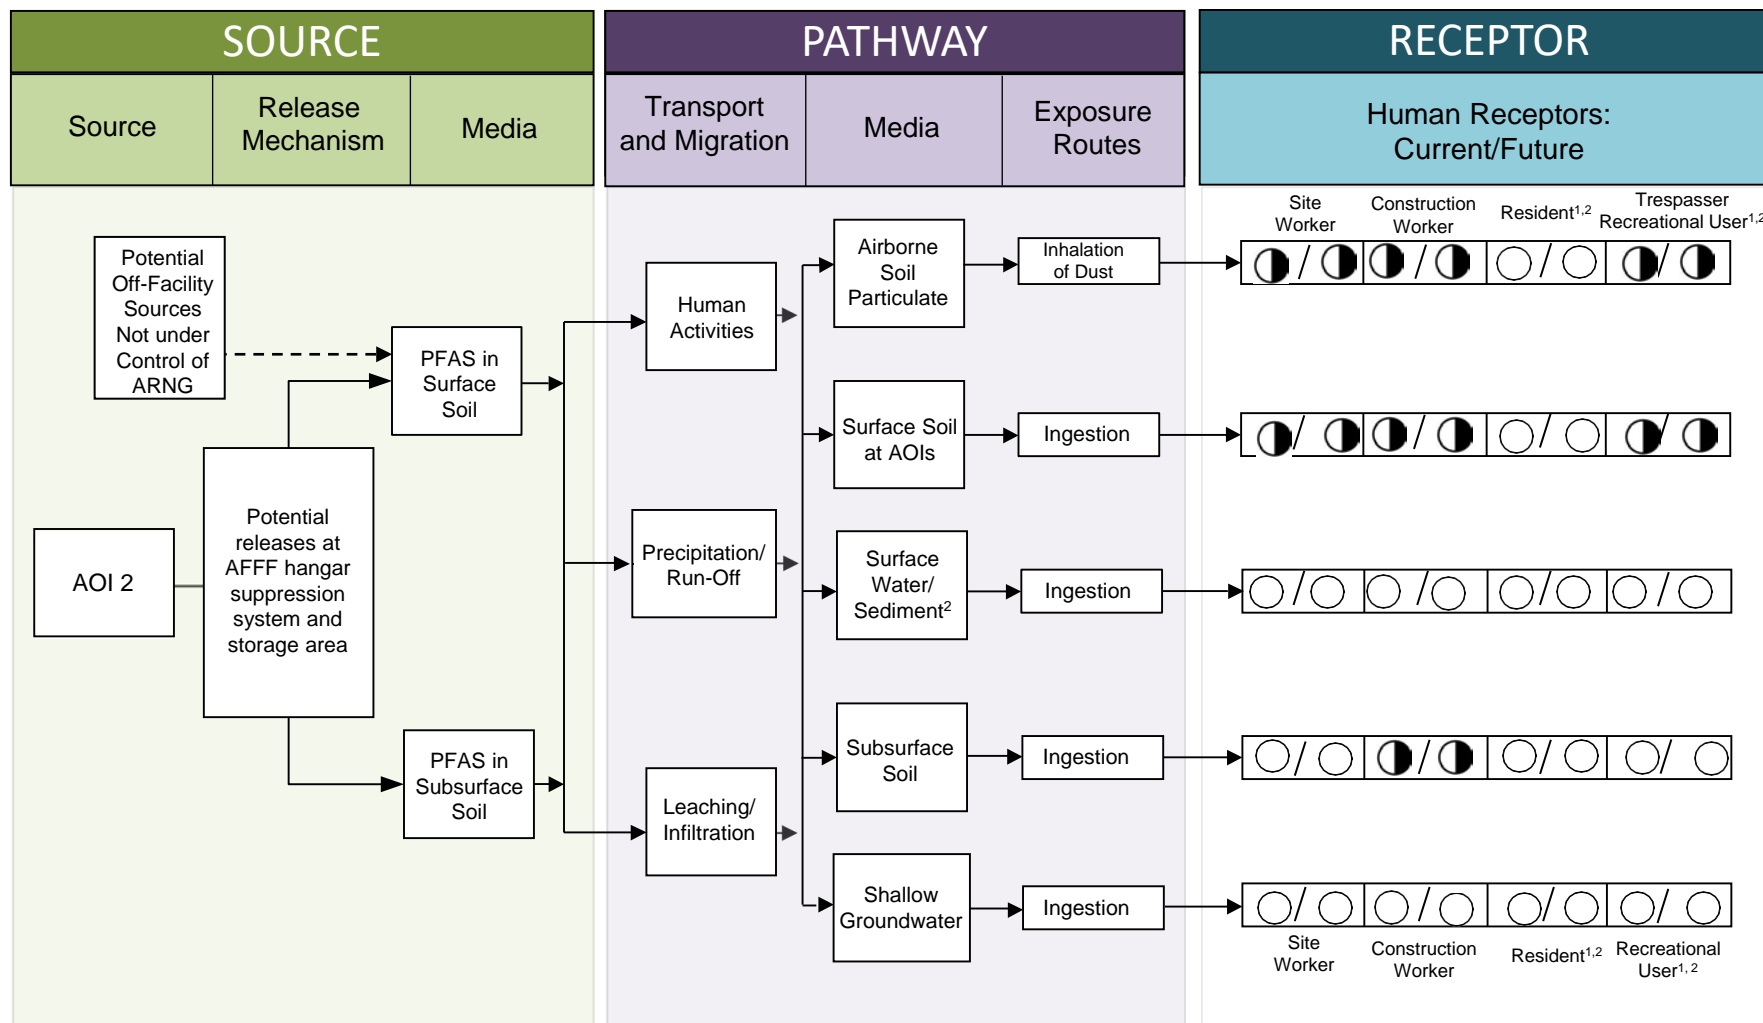 SOURCE
PATHWAY
RECEPTOR
Source
Release
Mechanism
Media
Transport
and Migration
Media
Exposure
Routes
Human Receptors:
Current/Future
Site
Worker
Construction
Worker
Resident1,2
Trespasser
Recreational User1,2
Potential
Off-Facility
Sources
Not under
Control of
ARNG
PFAS in
Surface
Soil
AOI 2
Potential
releases at
AFFF hangar
suppression
system and
storage area
PFAS in
Subsurface
Soil
Human
Activities
Precipitation/
Run-Off
Leaching/
Infiltration
Airborne
Soil
Particulate
Inhalation
of Dust
/ / / /
Surface Soil
at AOIs
Ingestion
/ / / /
Surface
Water/
Sediment2
Ingestion
/ / / /
Subsurface
Soil
Ingestion
/ / / /
Shallow
Groundwater
Ingestion
/ / / /
Site
Worker
Construction
Worker
Resident1,2
Recreational
User1, 2